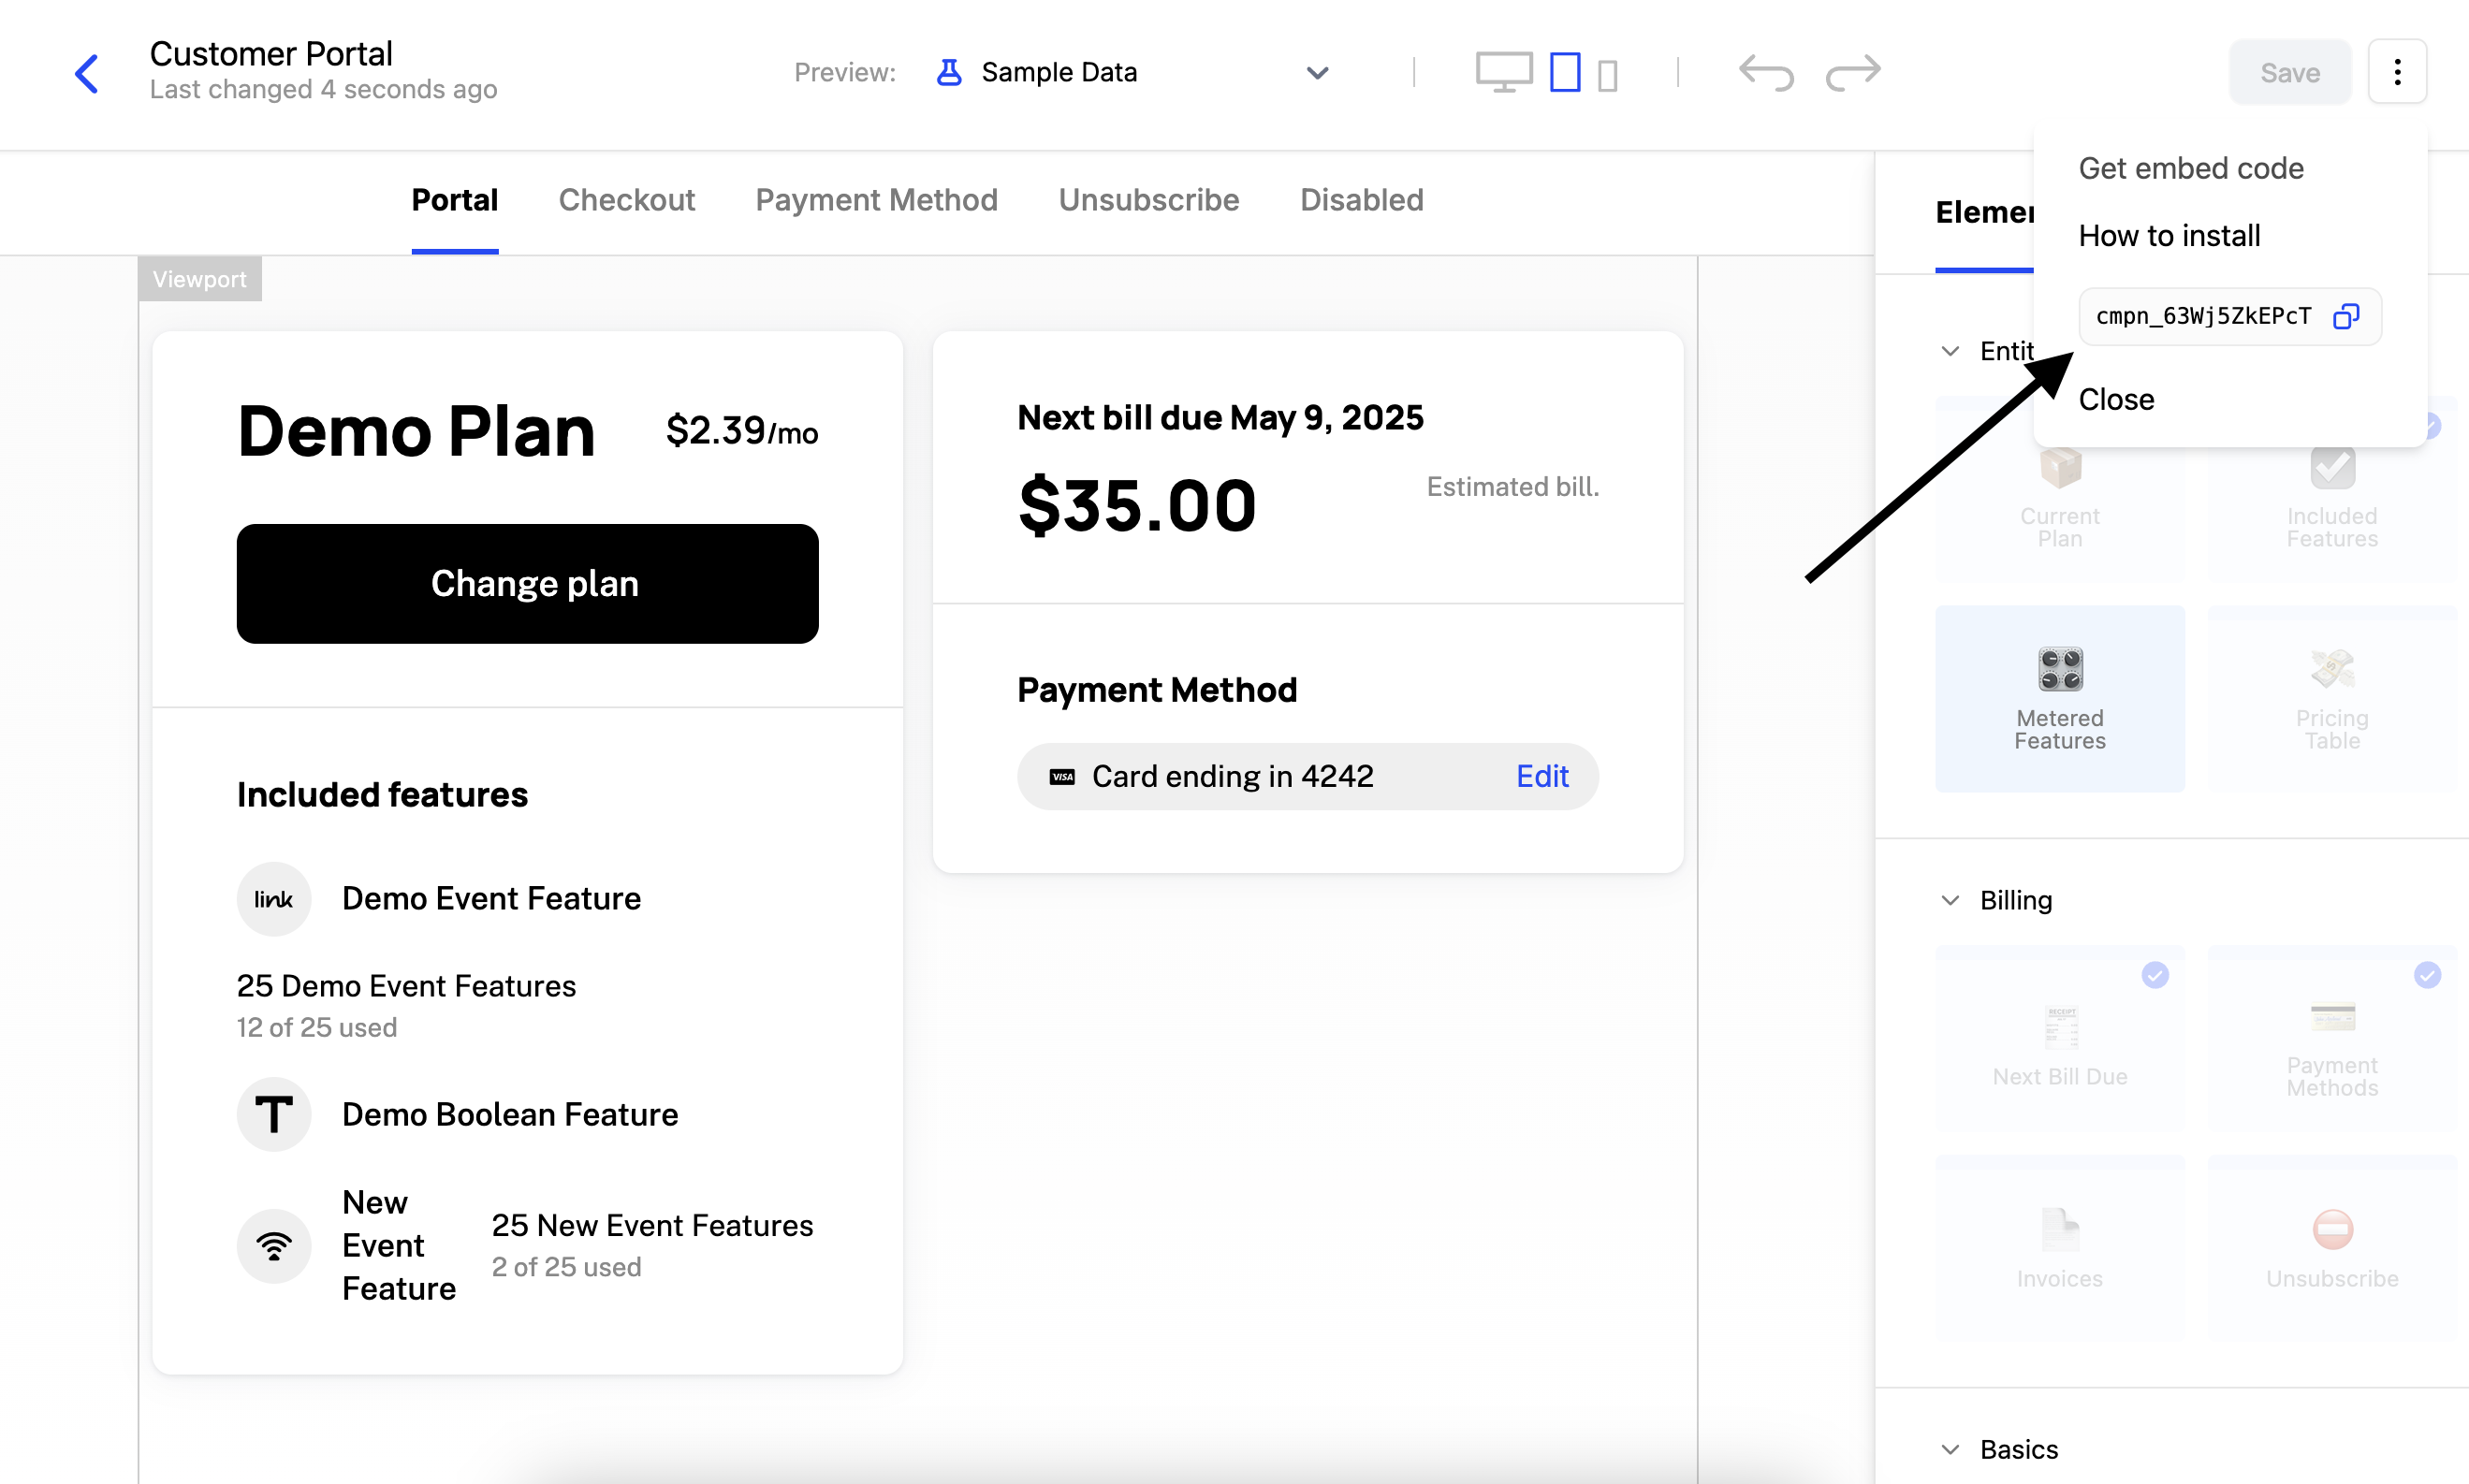 Customer Portal
Last changed 4 seconds ago
Preview: Sample Data
Save
Get embed code
How to install
cmpn_63Wj5ZkEPcT
Close
Portal Checkout Payment Method Unsubscribe Disabled
Viewport
Demo Plan $2.39/mo
Change plan
Included features
link Demo Event Feature
25 Demo Event Features
12 of 25 used
T Demo Boolean Feature
New
Event
Feature
25 New Event Features
2 of 25 used
Next bill due May 9, 2025
$35.00 Estimated bill.
Payment Method
VISA Card ending in 4242 Edit
Elemen
Entit
Current
Plan
Included
Features
Metered
Features
Pricing
Table
Billing
RECEIPT
Next Bill Due
Payment
Methods
Invoices
Unsubscribe
Basics